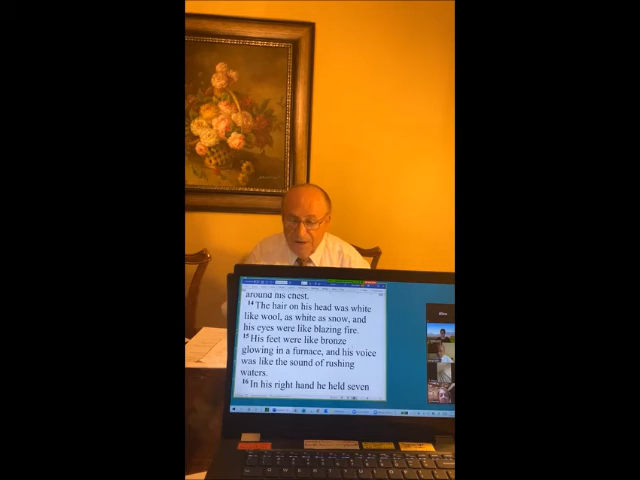 around his chest.
14 The hair on his head was white
like wool, as white as snow, and
his eyes were like blazing fire.
15 His feet were like bronze
glowing in a furnace, and his voice
was like the sound of rushing
waters.
16 In his right hand he held seven